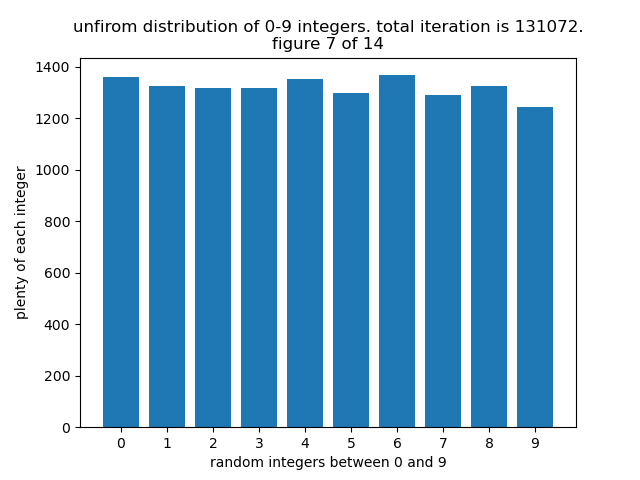 unfirom distribution of 0-9 integers. total iteration is 131072.
figure 7 of 14
1400
1200
1000
800
600
400
200
0
plenty of each integer
0 1 2 3 4 5 6 7 8 9
random integers between 0 and 9